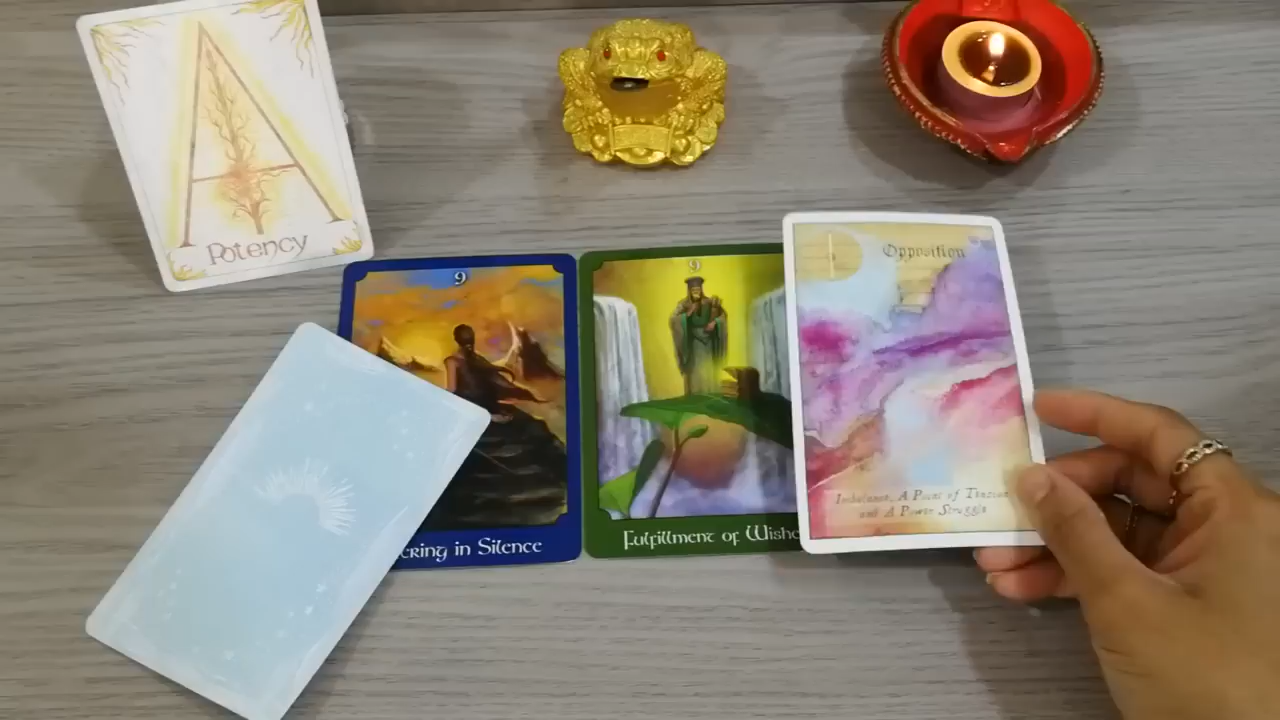 A
Potency
9
ering in Silence
9
Fulfillment of Wishe
Opposition
Imbalance, A Point of Tension
and A Power Struggle